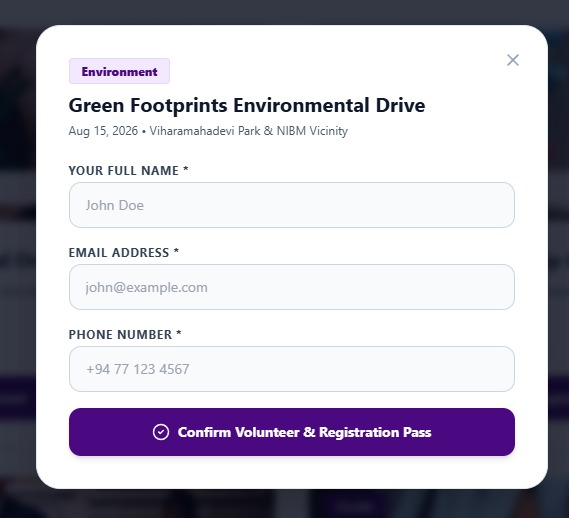 Environment
Green Footprints Environmental Drive
Aug 15, 2026 • Viharamahadevi Park & NIBM Vicinity
YOUR FULL NAME *
John Doe
EMAIL ADDRESS *
john@example.com
PHONE NUMBER *
+94 77 123 4567
Confirm Volunteer & Registration Pass